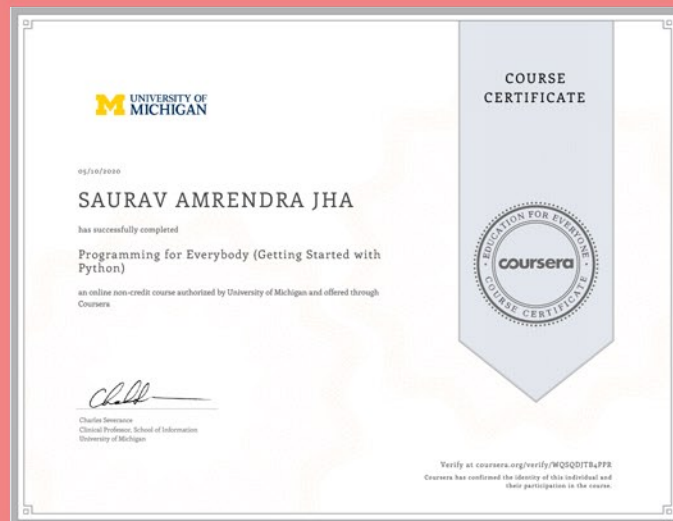 UNIVERSITY OF
MICHIGAN
COURSE
CERTIFICATE
05/10/2020
SAURAV AMRENDRA JHA
has successfully completed
Programming for Everybody (Getting Started with
Python)
an online non-credit course authorized by University of Michigan and offered through
Coursera
EDUCATION FOR EVERYONE
coursera
COURSE CERTIFICATE
Charles Severance
Clinical Professor, School of Information
University of Michigan
Verify at coursera.org/verify/WQSQDJTB4PPR
Coursera has confirmed the identity of this individual and
their participation in the course.